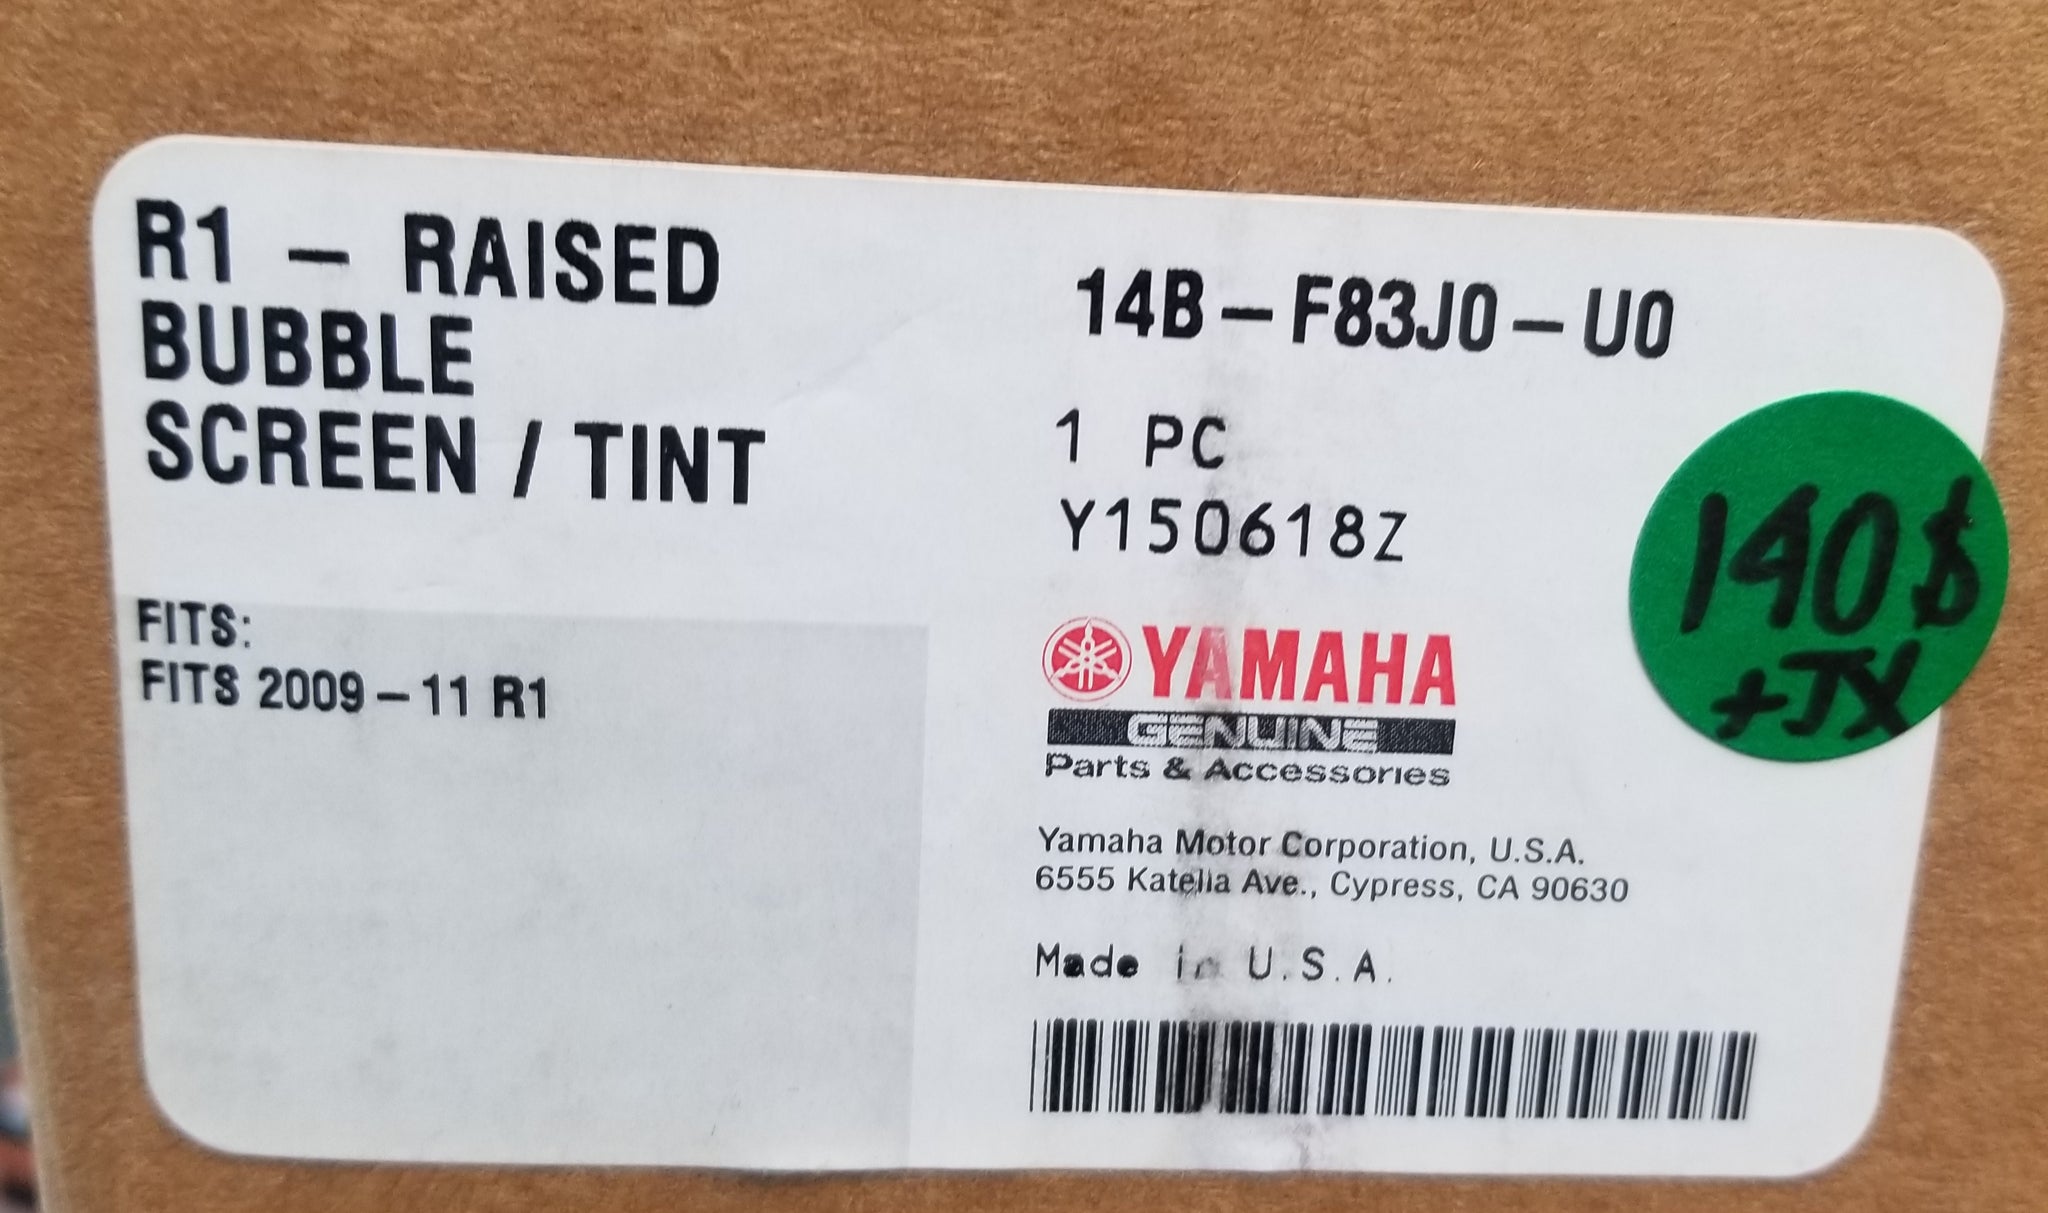 R1 - RAISED
BUBBLE
SCREEN / TINT
FITS:
FITS 2009-11 R1
14B-F83J0-U0
1 PC
Y150618Z
YAMAHA
GENUINE
Parts & Accessories
Yamaha Motor Corporation, U.S.A.
6555 Katella Ave., Cypress, CA 90630
Made in U.S.A.
140$
+TX